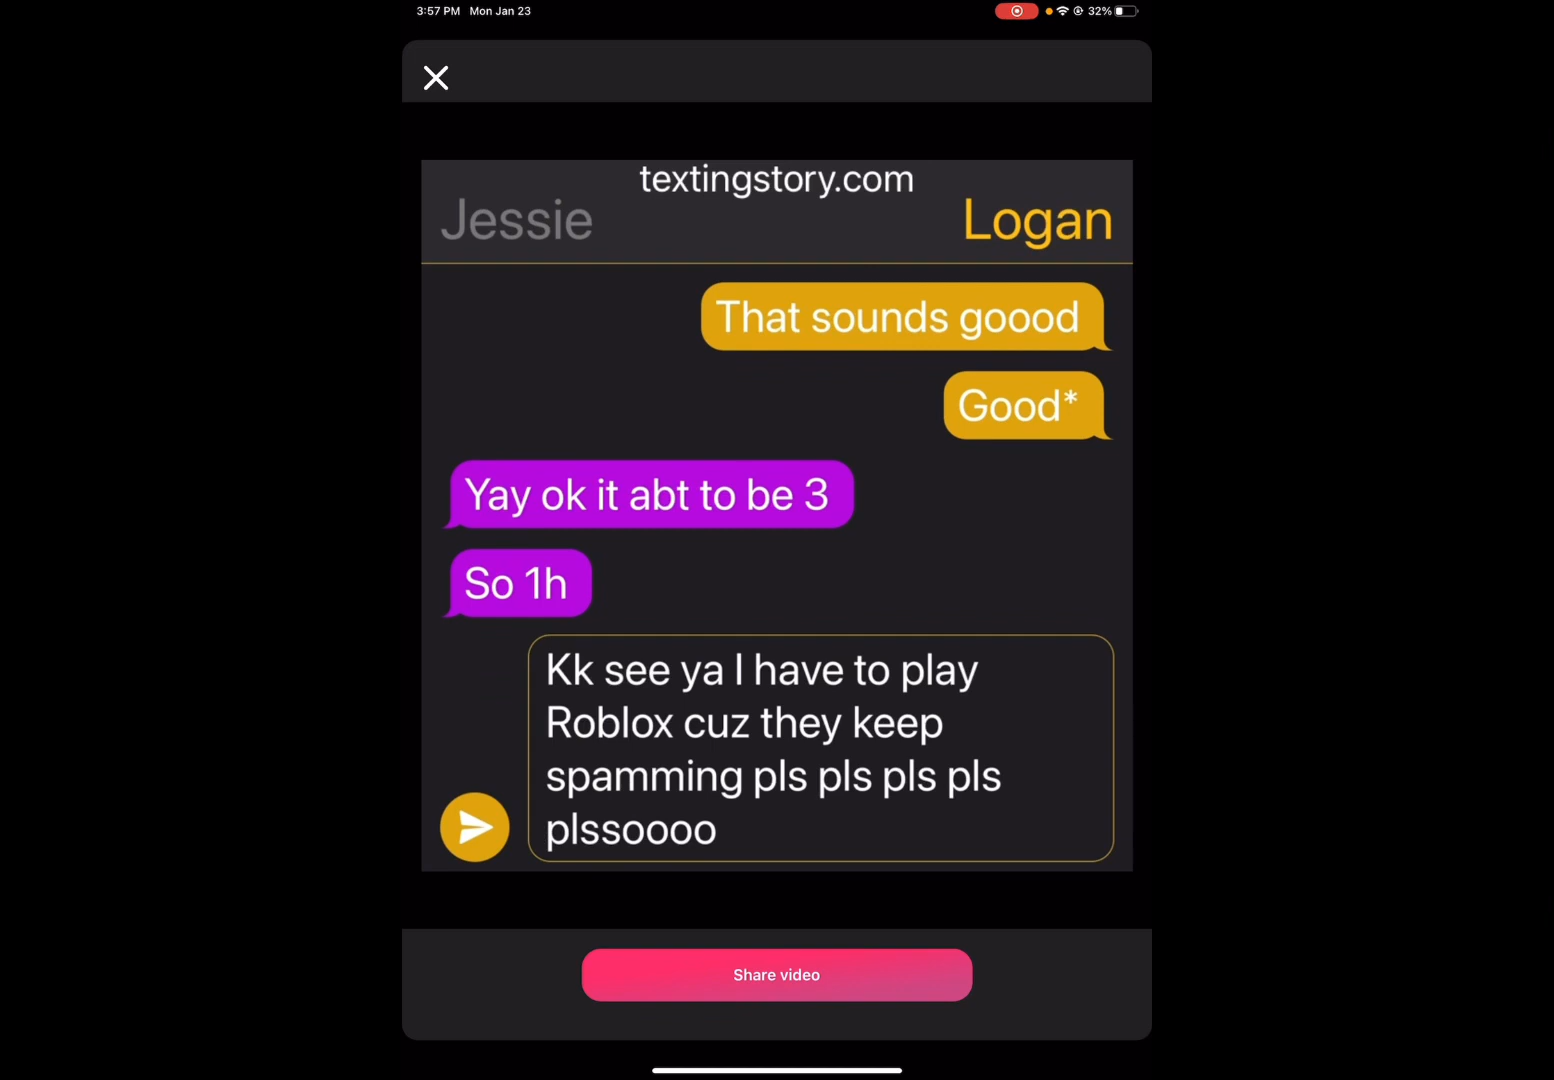 3:57 PM Mon Jan 23
32%
textingstory.com
Jessie
Logan
That sounds goood
Good*
Yay ok it abt to be 3
So 1h
Kk see ya I have to play
Roblox cuz they keep
spamming pls pls pls pls
plssoooo
Share video